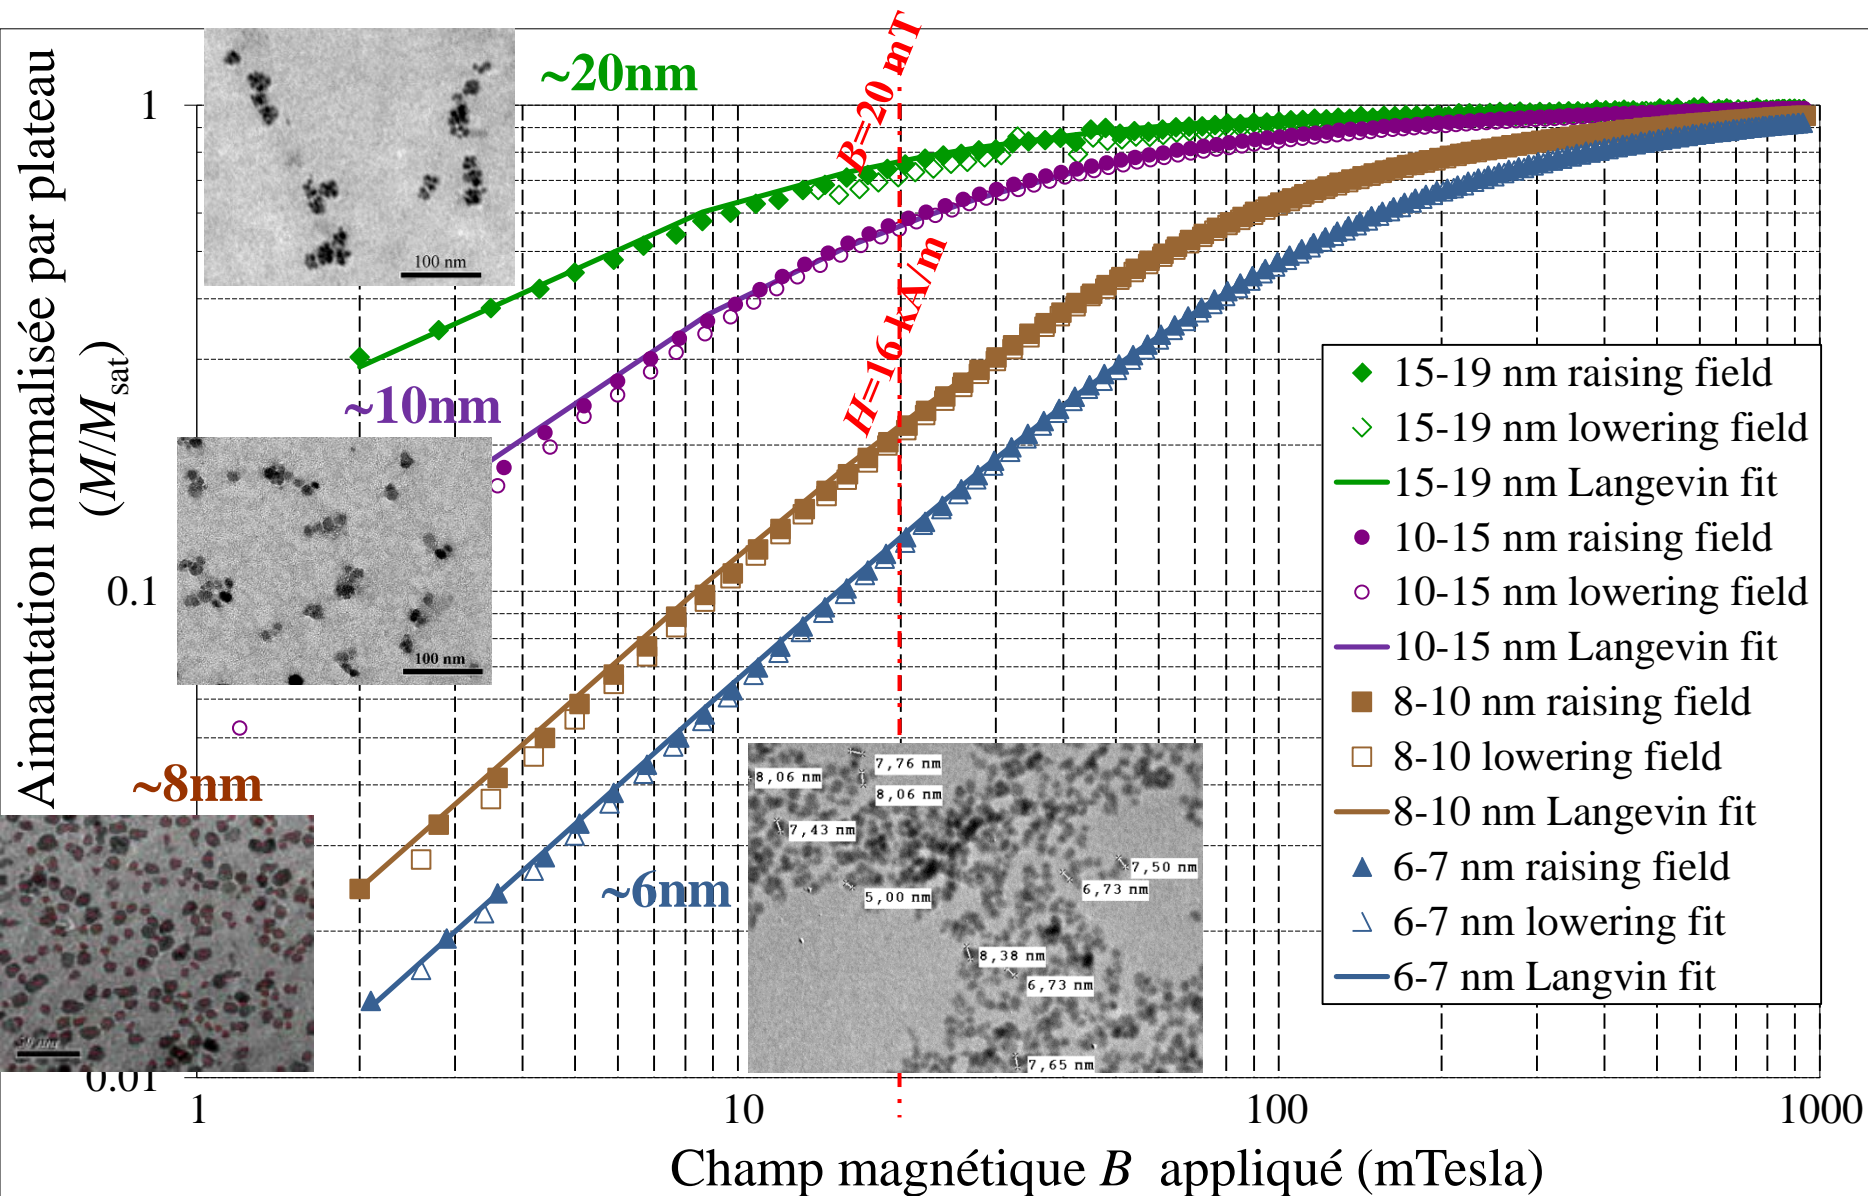 Aimantation normalisée par plateau
(M/Msat)
~20nm
B=20 mT
1
100 nm
H=16 kA/m
~10nm
100 nm
0.1
~8nm
~6nm
15-19 nm raising field
15-19 nm lowering field
15-19 nm Langevin fit
10-15 nm raising field
10-15 nm lowering field
10-15 nm Langevin fit
8-10 nm raising field
8-10 nm lowering field
8-10 nm Langevin fit
6-7 nm raising field
6-7 nm lowering fit
6-7 nm Langvin fit
7,76 nm
8,06 nm
8,06 nm
7,43 nm
7,50 nm
6,73 nm
5,00 nm
8,38 nm
6,73 nm
7,65 nm
0.01
1 10 100 1000
Champ magnétique B appliqué (mTesla)